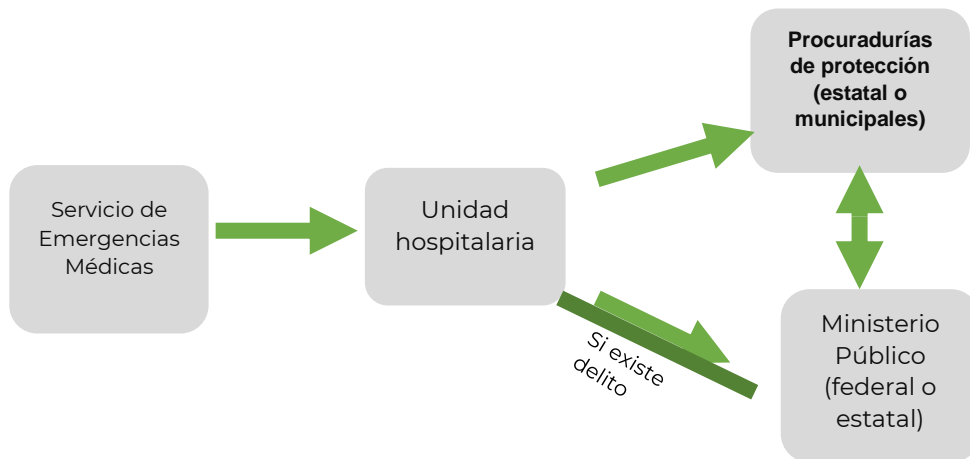 Servicio de
Emergencias
Médicas
Unidad
hospitalaria
Procuradurías
de protección
(estatal o
municipales)
Si existe
delito
Ministerio
Público
(federal o
estatal)